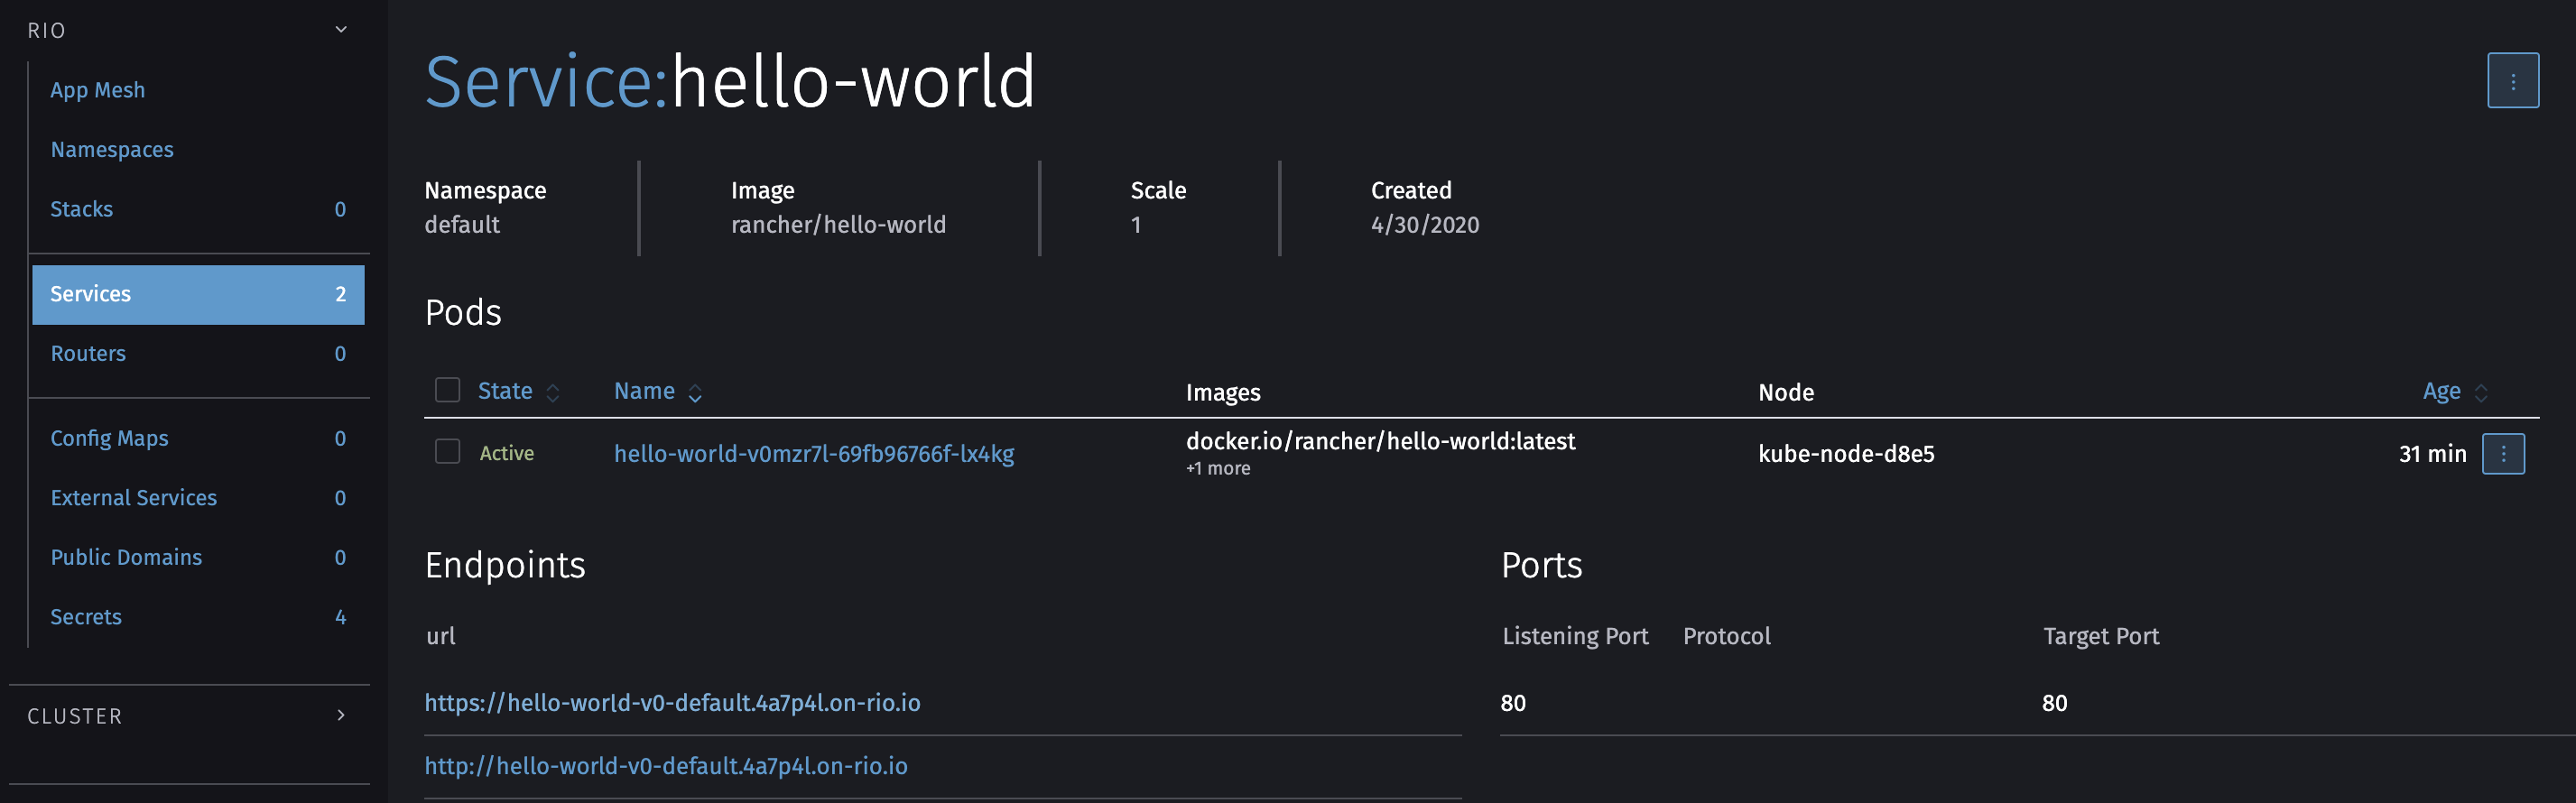 RIO
App Mesh
Namespaces
Stacks 0
Services 2
Routers 0
Config Maps 0
External Services 0
Public Domains 0
Secrets 4
CLUSTER
Service:hello-world
Namespace Image Scale Created
default rancher/hello-world 1 4/30/2020
Pods
State Name Images Node Age
Active hello-world-v0mzr7l-69fb96766f-lx4kg docker.io/rancher/hello-world:latest kube-node-d8e5 31 min
+1 more
Endpoints
url
https://hello-world-v0-default.4a7p4l.on-rio.io
http://hello-world-v0-default.4a7p4l.on-rio.io
Ports
Listening Port Protocol Target Port
80 80